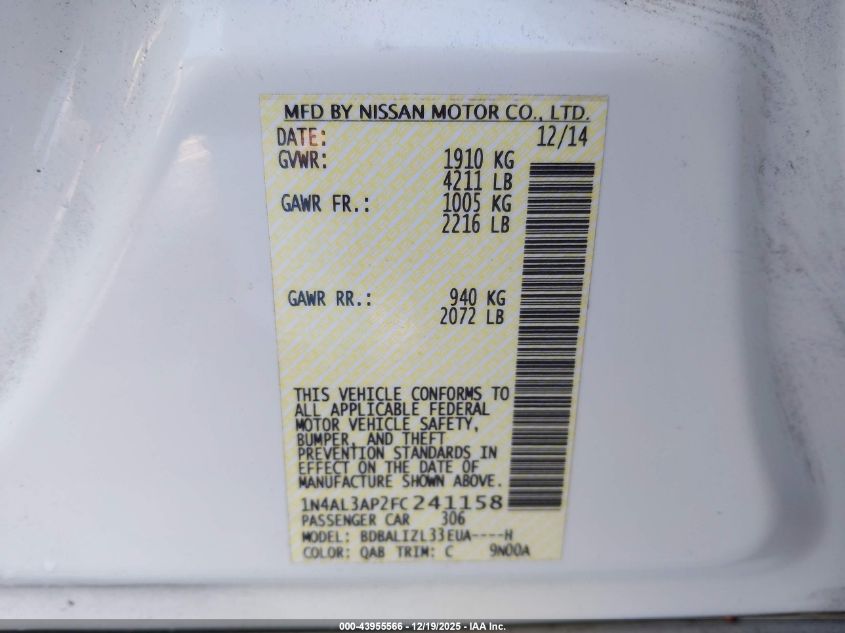 MFD BY NISSAN MOTOR CO., LTD.
DATE: 12/14
GVWR: 1910 KG
4211 LB
GAWR FR.: 1005 KG
2216 LB
GAWR RR.: 940 KG
2072 LB
THIS VEHICLE CONFORMS TO
ALL APPLICABLE FEDERAL
MOTOR VEHICLE SAFETY,
BUMPER, AND THEFT
PREVENTION STANDARDS IN
EFFECT ON THE DATE OF
MANUFACTURE SHOWN ABOVE.
1N4AL3AP2FC241158
PASSENGER CAR 306
MODEL: BDBALIZL33EUA----H
COLOR: QAB TRIM: C 9N00A
000-43955566 - 12/19/2025 - IAA Inc.